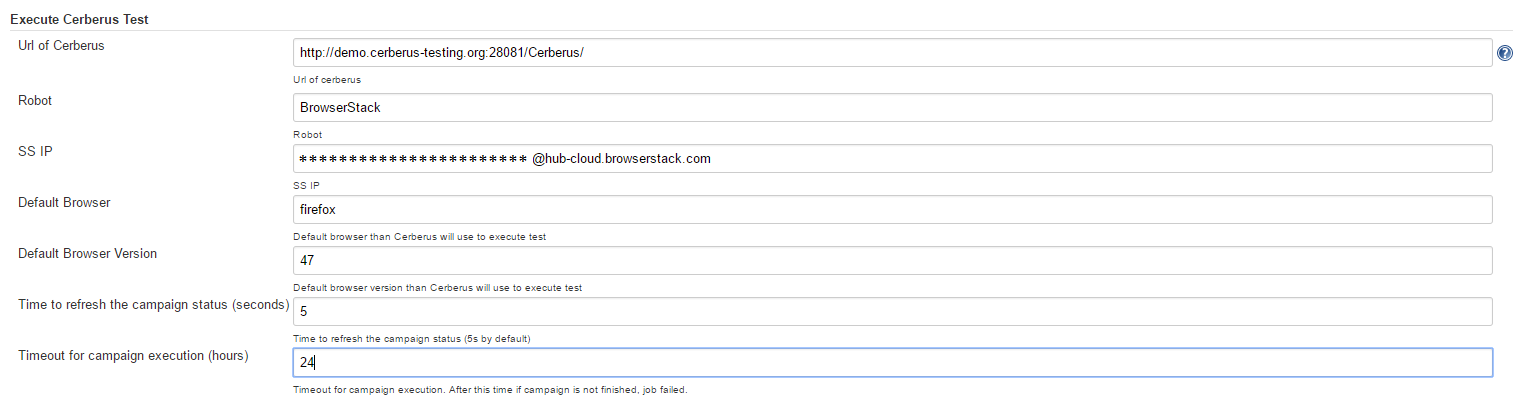 Execute Cerberus Test
Url of Cerberus
http://demo.cerberus-testing.org:28081/Cerberus/
?
Url of cerberus
Robot
BrowserStack
Robot
SS IP
*********************** @hub-cloud.browserstack.com
SS IP
Default Browser
firefox
Default browser than Cerberus will use to execute test
Default Browser Version
47
Default browser version than Cerberus will use to execute test
Time to refresh the campaign status (seconds)
5
Time to refresh the campaign status (5s by default)
Timeout for campaign execution (hours)
24
Timeout for campaign execution. After this time if campaign is not finished, job failed.